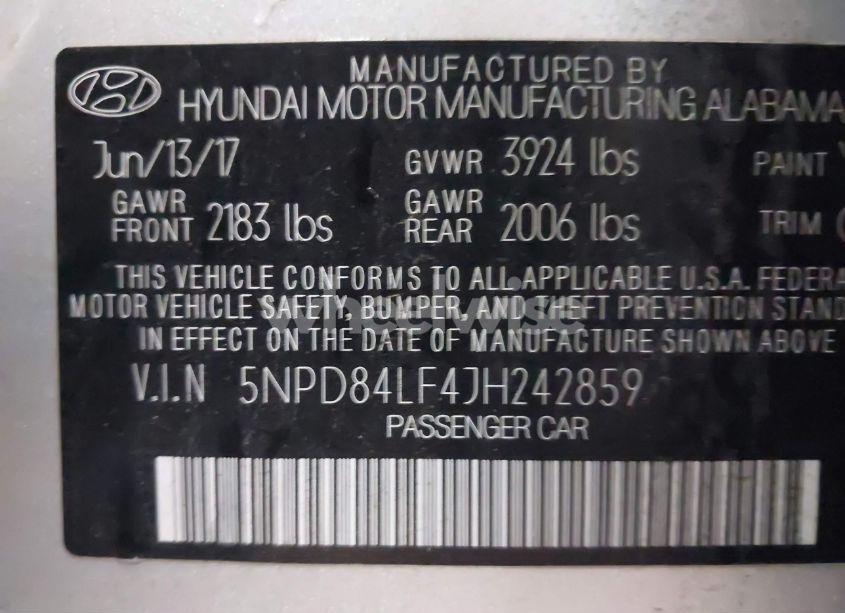 MANUFACTURED BY
HYUNDAI MOTOR MANUFACTURING ALABAMA
Jun/13/17 GVWR 3924 lbs PAINT
GAWR FRONT 2183 lbs GAWR REAR 2006 lbs TRIM
THIS VEHICLE CONFORMS TO ALL APPLICABLE U.S.A. FEDERA
MOTOR VEHICLE SAFETY, BUMPER, AND THEFT PREVENTION STAND
IN EFFECT ON THE DATE OF MANUFACTURE SHOWN ABOVE
V.I.N 5NPD84LF4JH242859
PASSENGER CAR
wheelwise